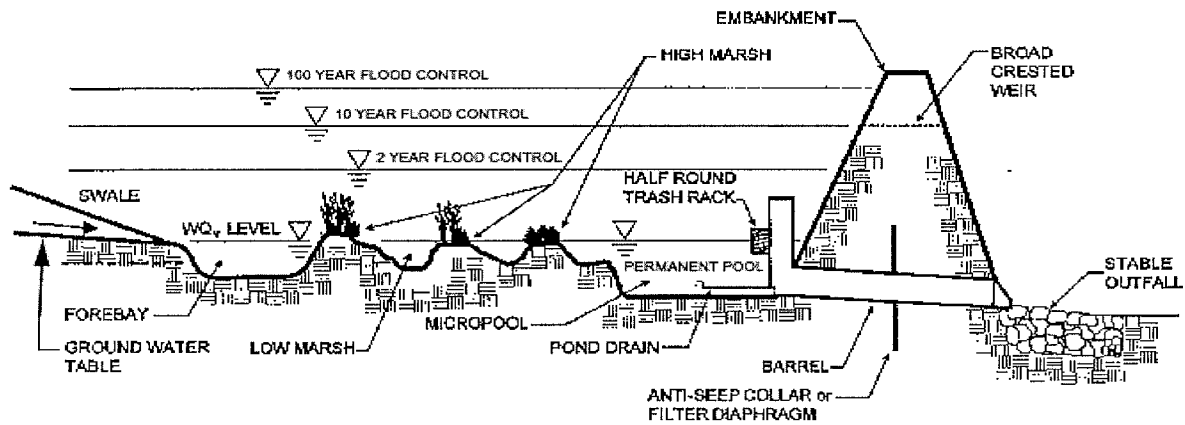 EMBANKMENT
HIGH MARSH
BROAD
CRESTED
WEIR
100 YEAR FLOOD CONTROL
10 YEAR FLOOD CONTROL
2 YEAR FLOOD CONTROL
SWALE
HALF ROUND
TRASH RACK
WQv LEVEL
PERMANENT POOL
STABLE
OUTFALL
FOREBAY
MICROPOOL
GROUND WATER
TABLE
LOW MARSH
POND DRAIN
BARREL
ANTI-SEEP COLLAR or
FILTER DIAPHRAGM